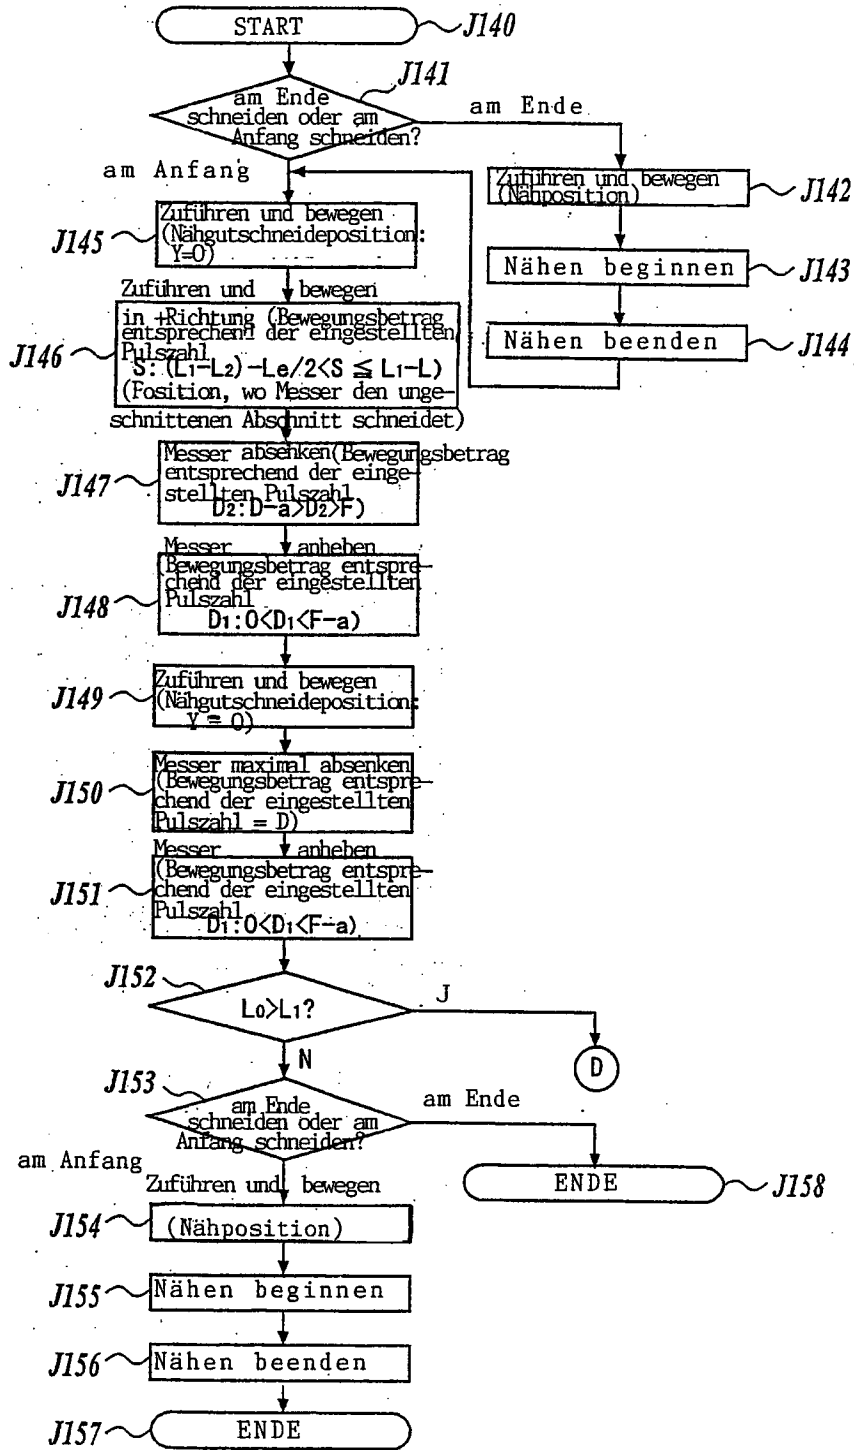 START
J140
J141
am Ende
schneiden oder am
Anfang schneiden?
am Ende
am Anfang
Zuführen und bewegen
(Nähposition)
J142
Nähen beginnen
J143
Nähen beenden
J144
Zuführen und bewegen
(Nähgutschneideposition:
Y=0)
J145
Zuführen und bewegen
in +Richtung (Bewegungsbetrag
entsprechend der eingestellten
Pulszahl
S: (L1-L2)-Le/2<S≦L1-L)
(Fosition, wo Messer den unge-
schnittenen Abschnitt schneidet)
J146
Messer absenken(Bewegungsbetrag
entsprechend der einge-
stellten Pulszahl
D2:D-a>D2>F)
J147
Messer anheben
(Bewegungsbetrag entspre-
chend der eingestellten
Pulszahl
D1:0<D1<F-a)
J148
Zuführen und bewegen
(Nähgutschneideposition:
Y = 0)
J149
Messer maximal absenken
(Bewegungsbetrag entspre-
chend der eingestellten
Pulszahl = D)
J150
Messer anheben
(Bewegungsbetrag entspre-
chend der eingestellten
Pulszahl
D1:0<D1<F-a)
J151
J152
L0>L1?
J
D
N
J153
am Ende
schneiden oder am
Anfang schneiden?
am Ende
am Anfang
ENDE
J158
Zuführen und bewegen
(Nähposition)
J154
Nähen beginnen
J155
Nähen beenden
J156
ENDE
J157